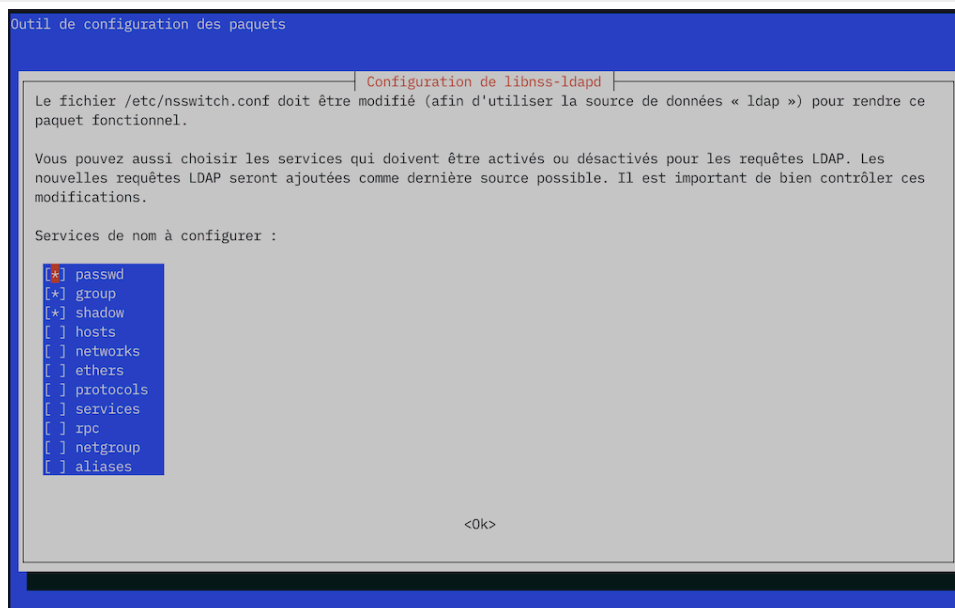 Outil de configuration des paquets
Configuration de libnss-ldapd
Le fichier /etc/nsswitch.conf doit être modifié (afin d'utiliser la source de données « ldap ») pour rendre ce
paquet fonctionnel.
Vous pouvez aussi choisir les services qui doivent être activés ou désactivés pour les requêtes LDAP. Les
nouvelles requêtes LDAP seront ajoutées comme dernière source possible. Il est important de bien contrôler ces
modifications.
Services de nom à configurer :
[*] passwd
[*] group
[*] shadow
[ ] hosts
[ ] networks
[ ] ethers
[ ] protocols
[ ] services
[ ] rpc
[ ] netgroup
[ ] aliases
<Ok>